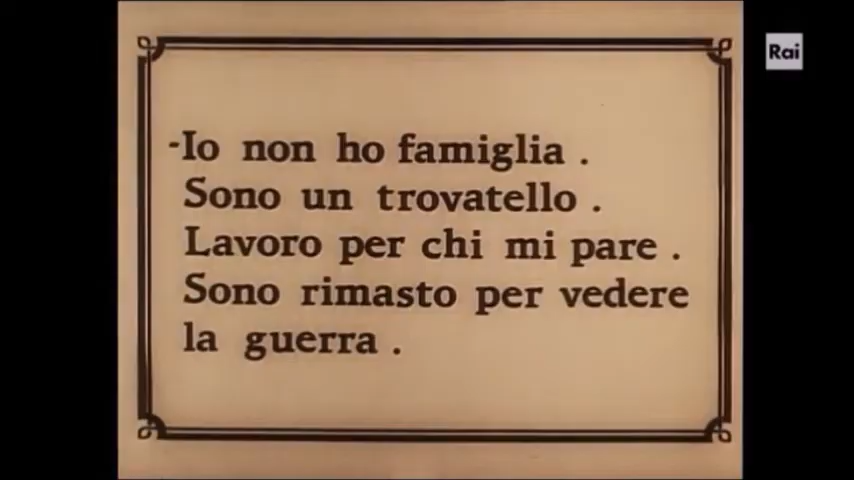 -Io non ho famiglia .
Sono un trovatello .
Lavoro per chi mi pare .
Sono rimasto per vedere
la guerra .
Rai